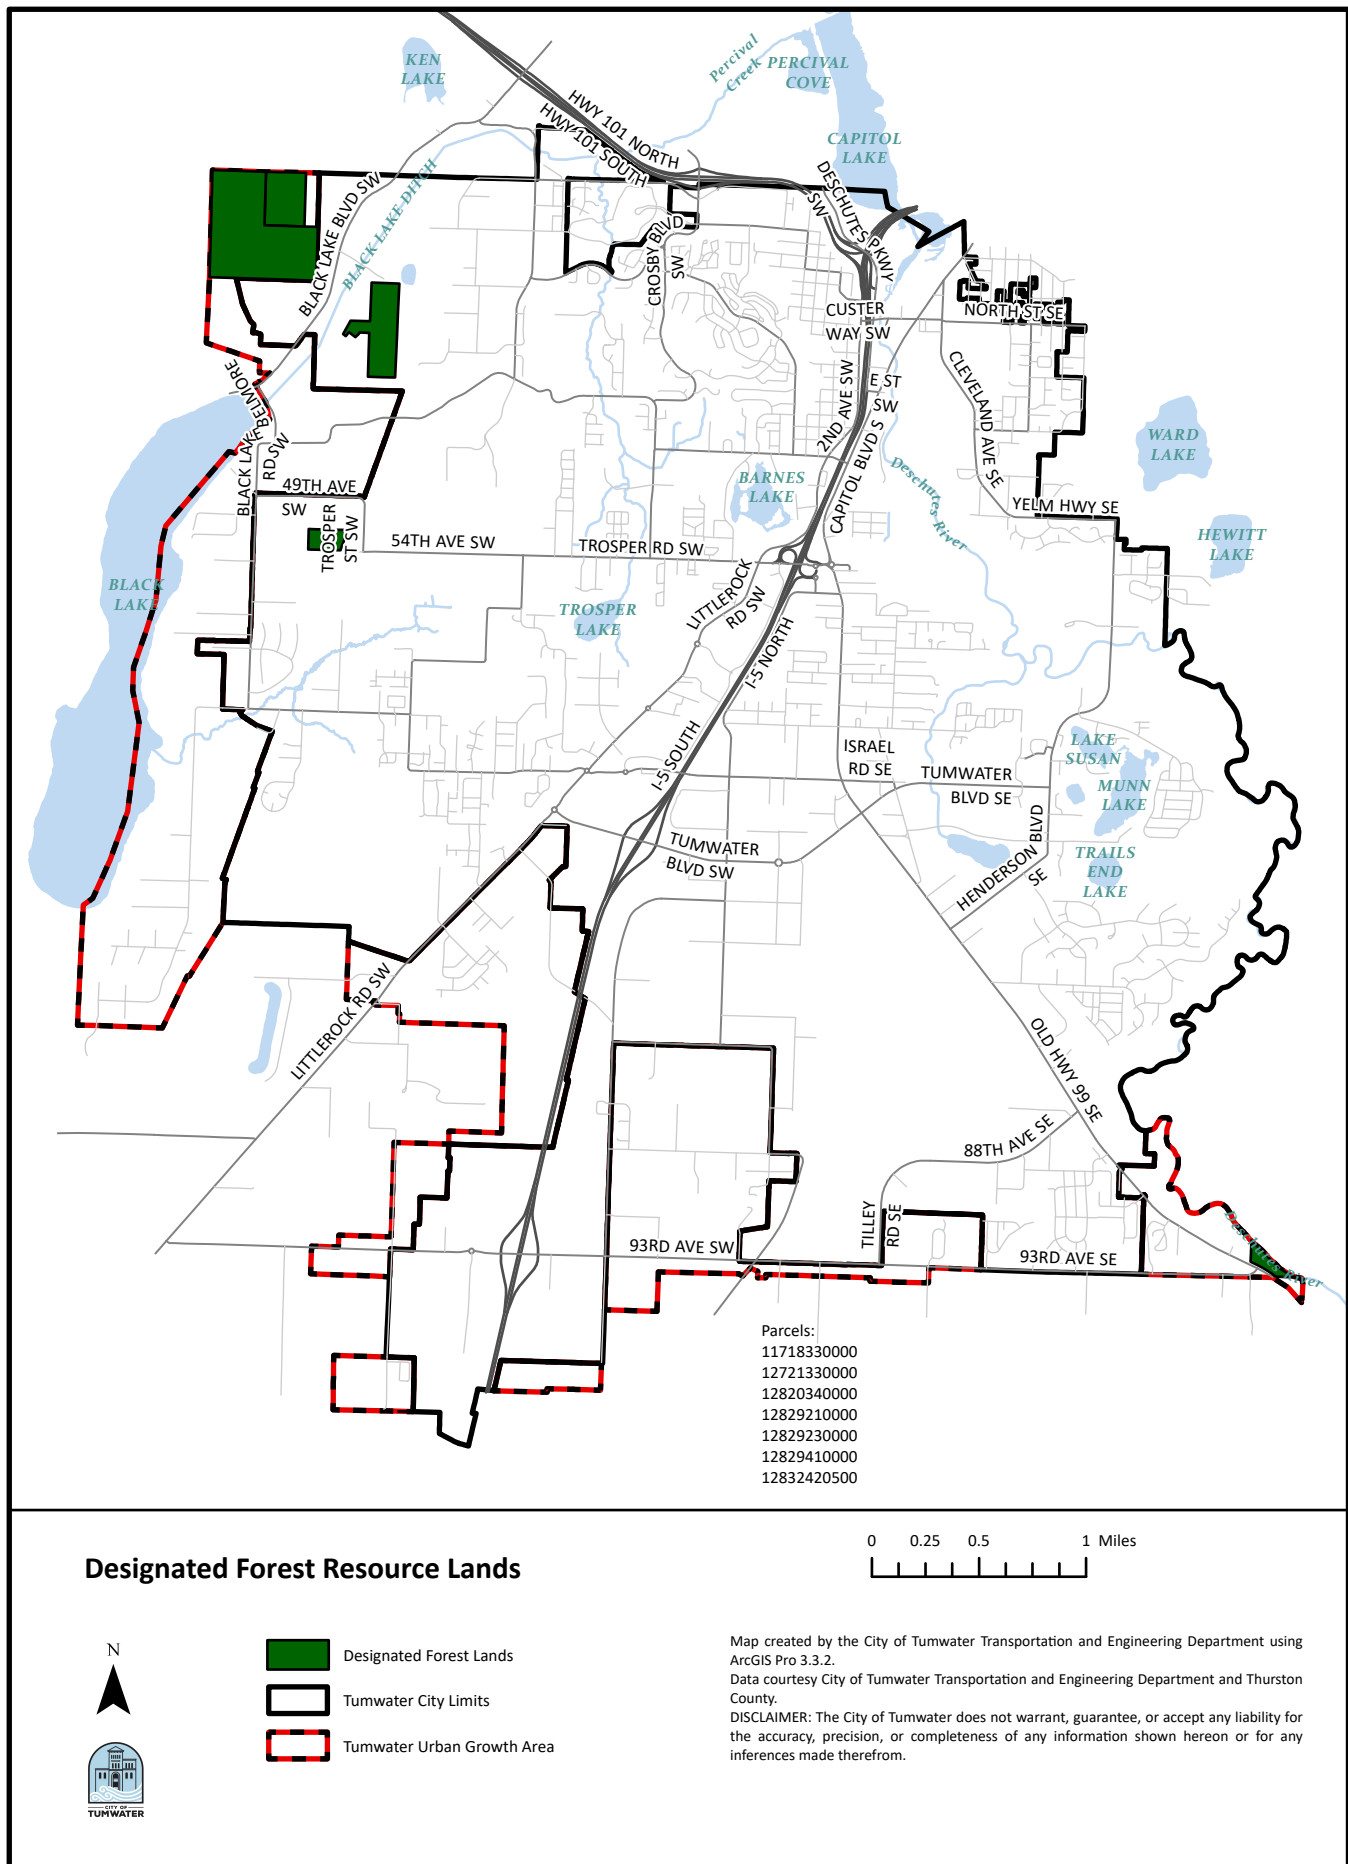 KEN
LAKE
Percival
Creek
PERCIVAL
COVE
HWY 101 NORTH
HWY 101 SOUTH
CAPITOL
LAKE
BLACK LAKE BLVD SW
BLACK LAKE DITCH
DESCHUTES PKWY
SW
CROSBY BLVD
SW
CUSTER
WAY SW
NORTH ST SE
2ND AVE SW
E ST
SW
CLEVELAND AVE SE
BLACK LAKE BELMORE
RD SW
CAPITOL BLVD S
WARD
LAKE
BARNES
LAKE
Deschutes River
49TH AVE
SW
YELM HWY SE
TROSPER
ST SW
54TH AVE SW
TROSPER RD SW
HEWITT
LAKE
BLACK
LAKE
LITTLEROCK
RD SW
TROSPER
LAKE
I-5 NORTH
I-5 SOUTH
ISRAEL
RD SE
TUMWATER
BLVD SE
LAKE
SUSAN
MUNN
LAKE
TUMWATER
BLVD SW
HENDERSON BLVD
SE
TRAILS
END
LAKE
LITTLEROCK RD SW
OLD HWY 99 SE
88TH AVE SE
TILLEY
RD SE
93RD AVE SW
93RD AVE SE
Deschutes River
Parcels:
11718330000
12721330000
12820340000
12829210000
12829230000
12829410000
12832420500
Designated Forest Resource Lands
0 0.25 0.5 1 Miles
N
Designated Forest Lands
Tumwater City Limits
Tumwater Urban Growth Area
CITY OF
TUMWATER
Map created by the City of Tumwater Transportation and Engineering Department using
ArcGIS Pro 3.3.2.
Data courtesy City of Tumwater Transportation and Engineering Department and Thurston
County.
DISCLAIMER: The City of Tumwater does not warrant, guarantee, or accept any liability for
the accuracy, precision, or completeness of any information shown hereon or for any
inferences made therefrom.